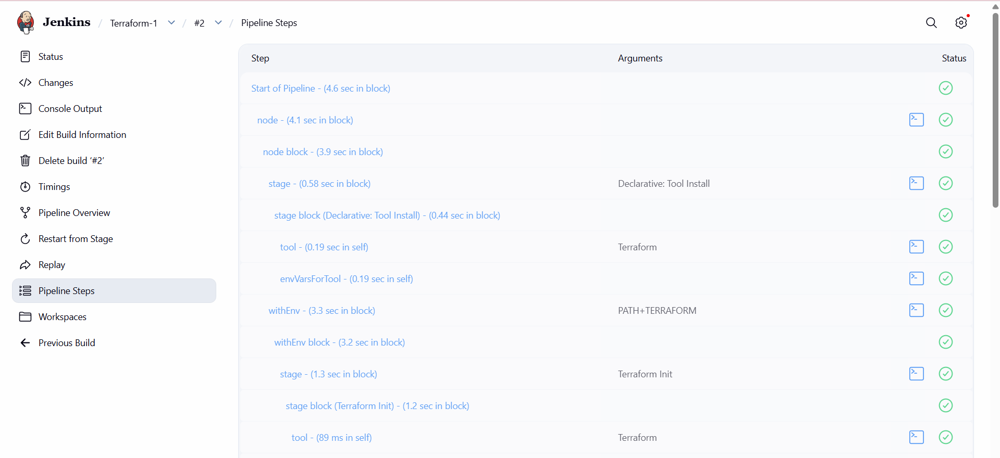 Jenkins / Terraform-1 / #2 / Pipeline Steps
Status
Changes
Console Output
Edit Build Information
Delete build ‘#2’
Timings
Pipeline Overview
Restart from Stage
Replay
Pipeline Steps
Workspaces
Previous Build
Step Arguments Status
Start of Pipeline - (4.6 sec in block)
node - (4.1 sec in block)
node block - (3.9 sec in block)
stage - (0.58 sec in block) Declarative: Tool Install
stage block (Declarative: Tool Install) - (0.44 sec in block)
tool - (0.19 sec in self) Terraform
envVarsForTool - (0.19 sec in self)
withEnv - (3.3 sec in block) PATH+TERRAFORM
withEnv block - (3.2 sec in block)
stage - (1.3 sec in block) Terraform Init
stage block (Terraform Init) - (1.2 sec in block)
tool - (89 ms in self) Terraform